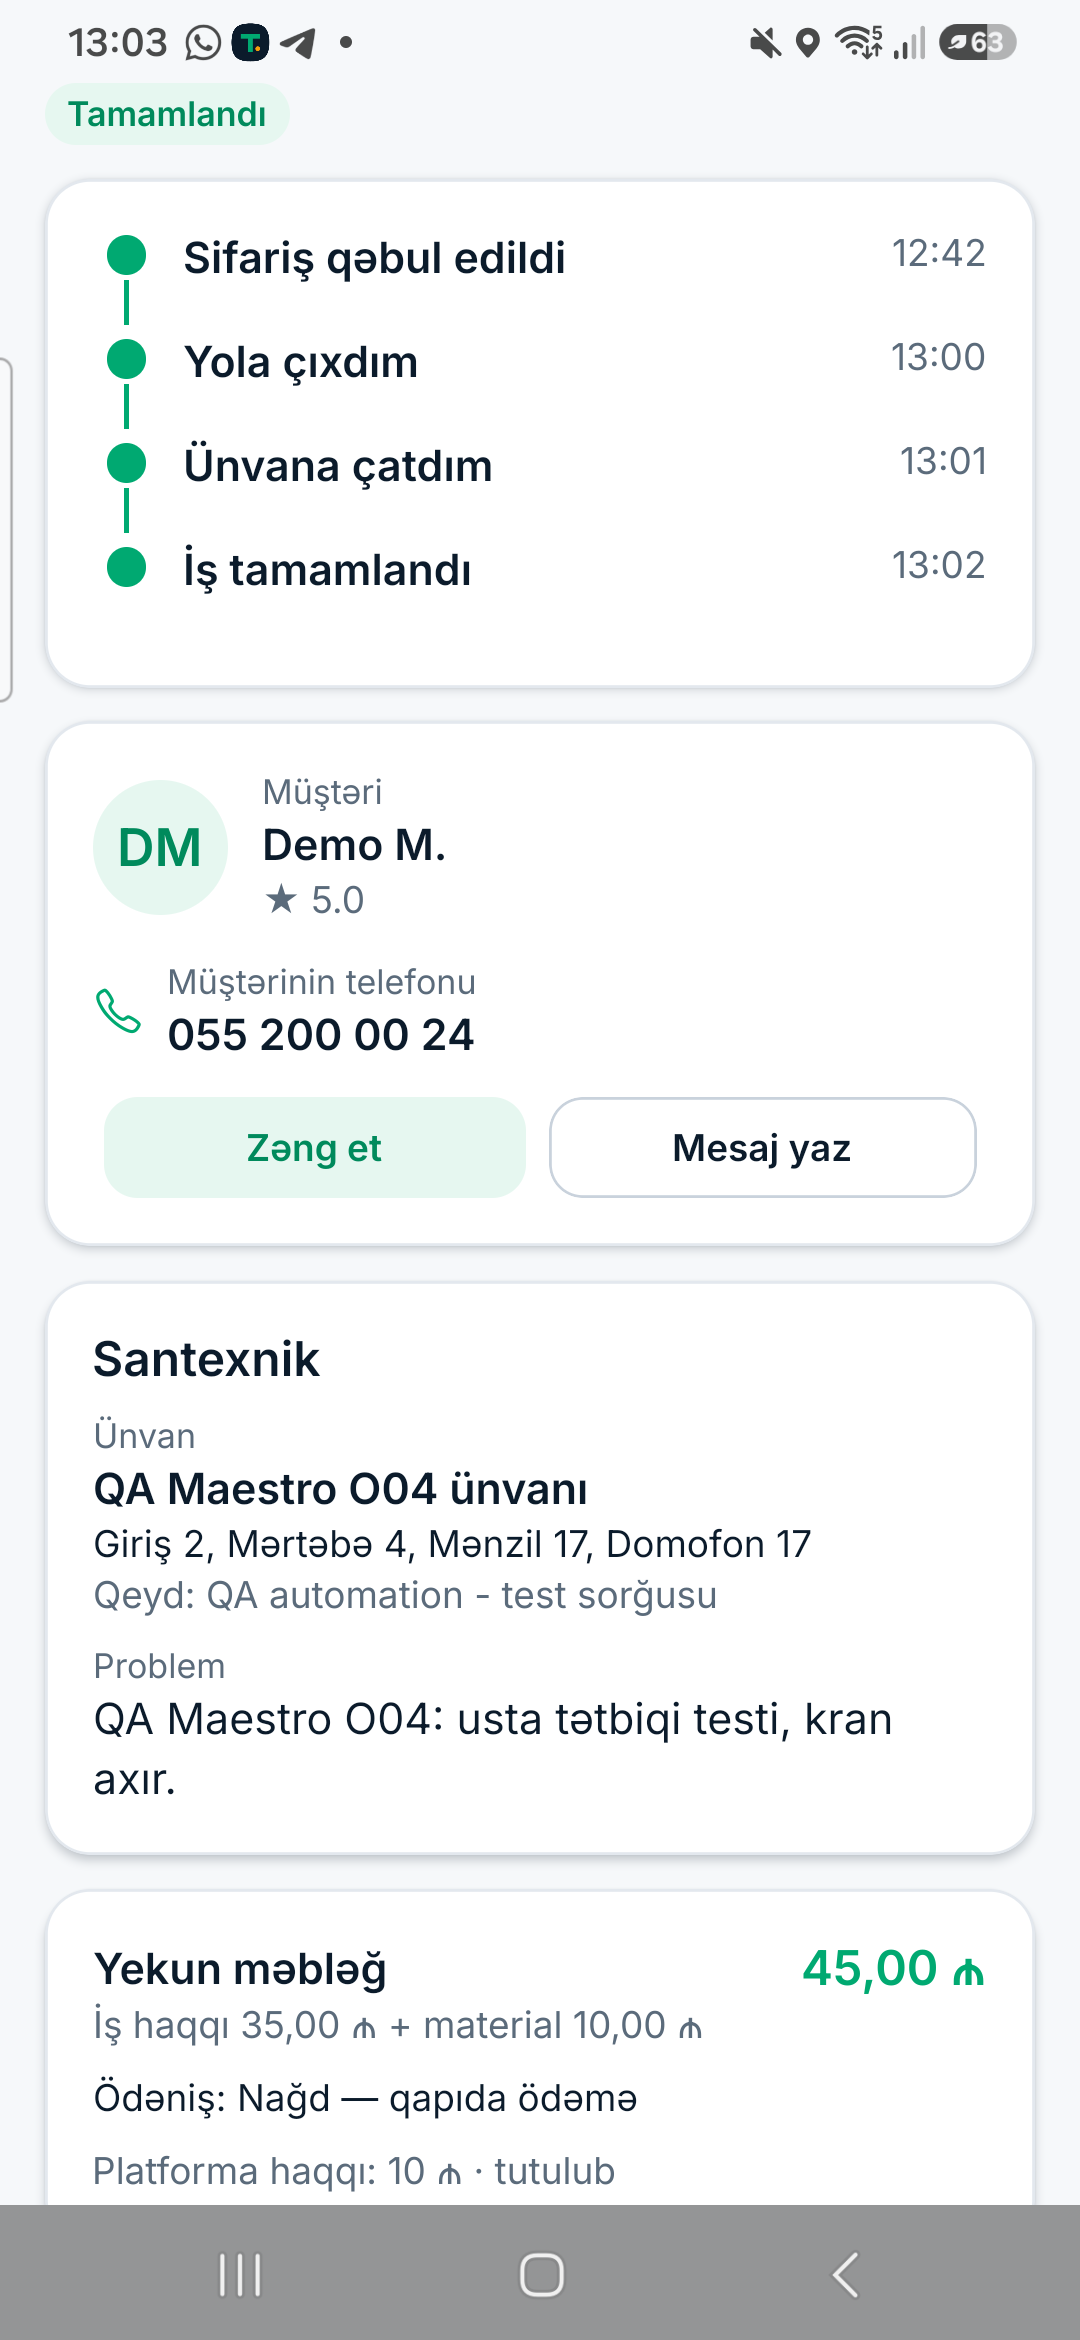 13:03
T.
5
63
Tamamlandı
Sifariş qəbul edildi 12:42
Yola çıxdım 13:00
Ünvana çatdım 13:01
İş tamamlandı 13:02
DM
Müştəri
Demo M.
★ 5.0
Müştərinin telefonu
055 200 00 24
Zəng et
Mesaj yaz
Santexnik
Ünvan
QA Maestro O04 ünvanı
Giriş 2, Mərtəbə 4, Mənzil 17, Domofon 17
Qeyd: QA automation - test sorğusu
Problem
QA Maestro O04: usta tətbiqi testi, kran
axır.
Yekun məbləğ 45,00 ₼
İş haqqı 35,00 ₼ + material 10,00 ₼
Ödəniş: Nağd — qapıda ödəmə
Platforma haqqı: 10 ₼ · tutulub